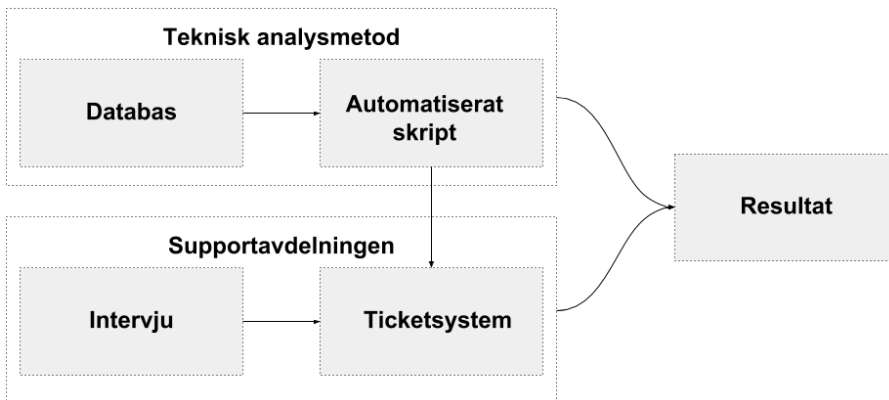 Teknisk analysmetod
Databas
Automatiserat
skript
Supportavdelningen
Intervju
Ticketsystem
Resultat